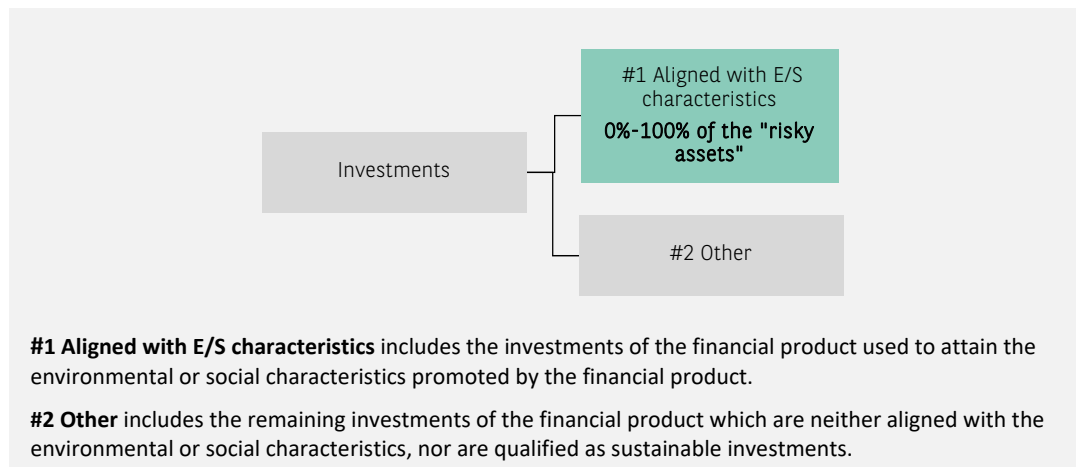 #1 Aligned with E/S
characteristics
0%-100% of the "risky
assets"
Investments
#2 Other
#1 Aligned with E/S characteristics includes the investments of the financial product used to attain the
environmental or social characteristics promoted by the financial product.
#2 Other includes the remaining investments of the financial product which are neither aligned with the
environmental or social characteristics, nor are qualified as sustainable investments.